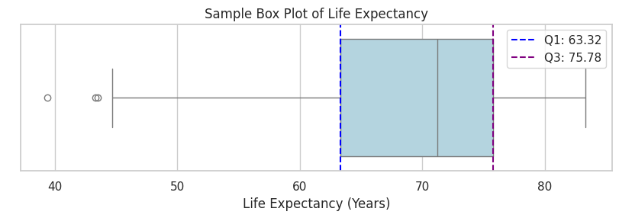 Sample Box Plot of Life Expectancy
Q1: 63.32
Q3: 75.78
40 50 60 70 80
Life Expectancy (Years)